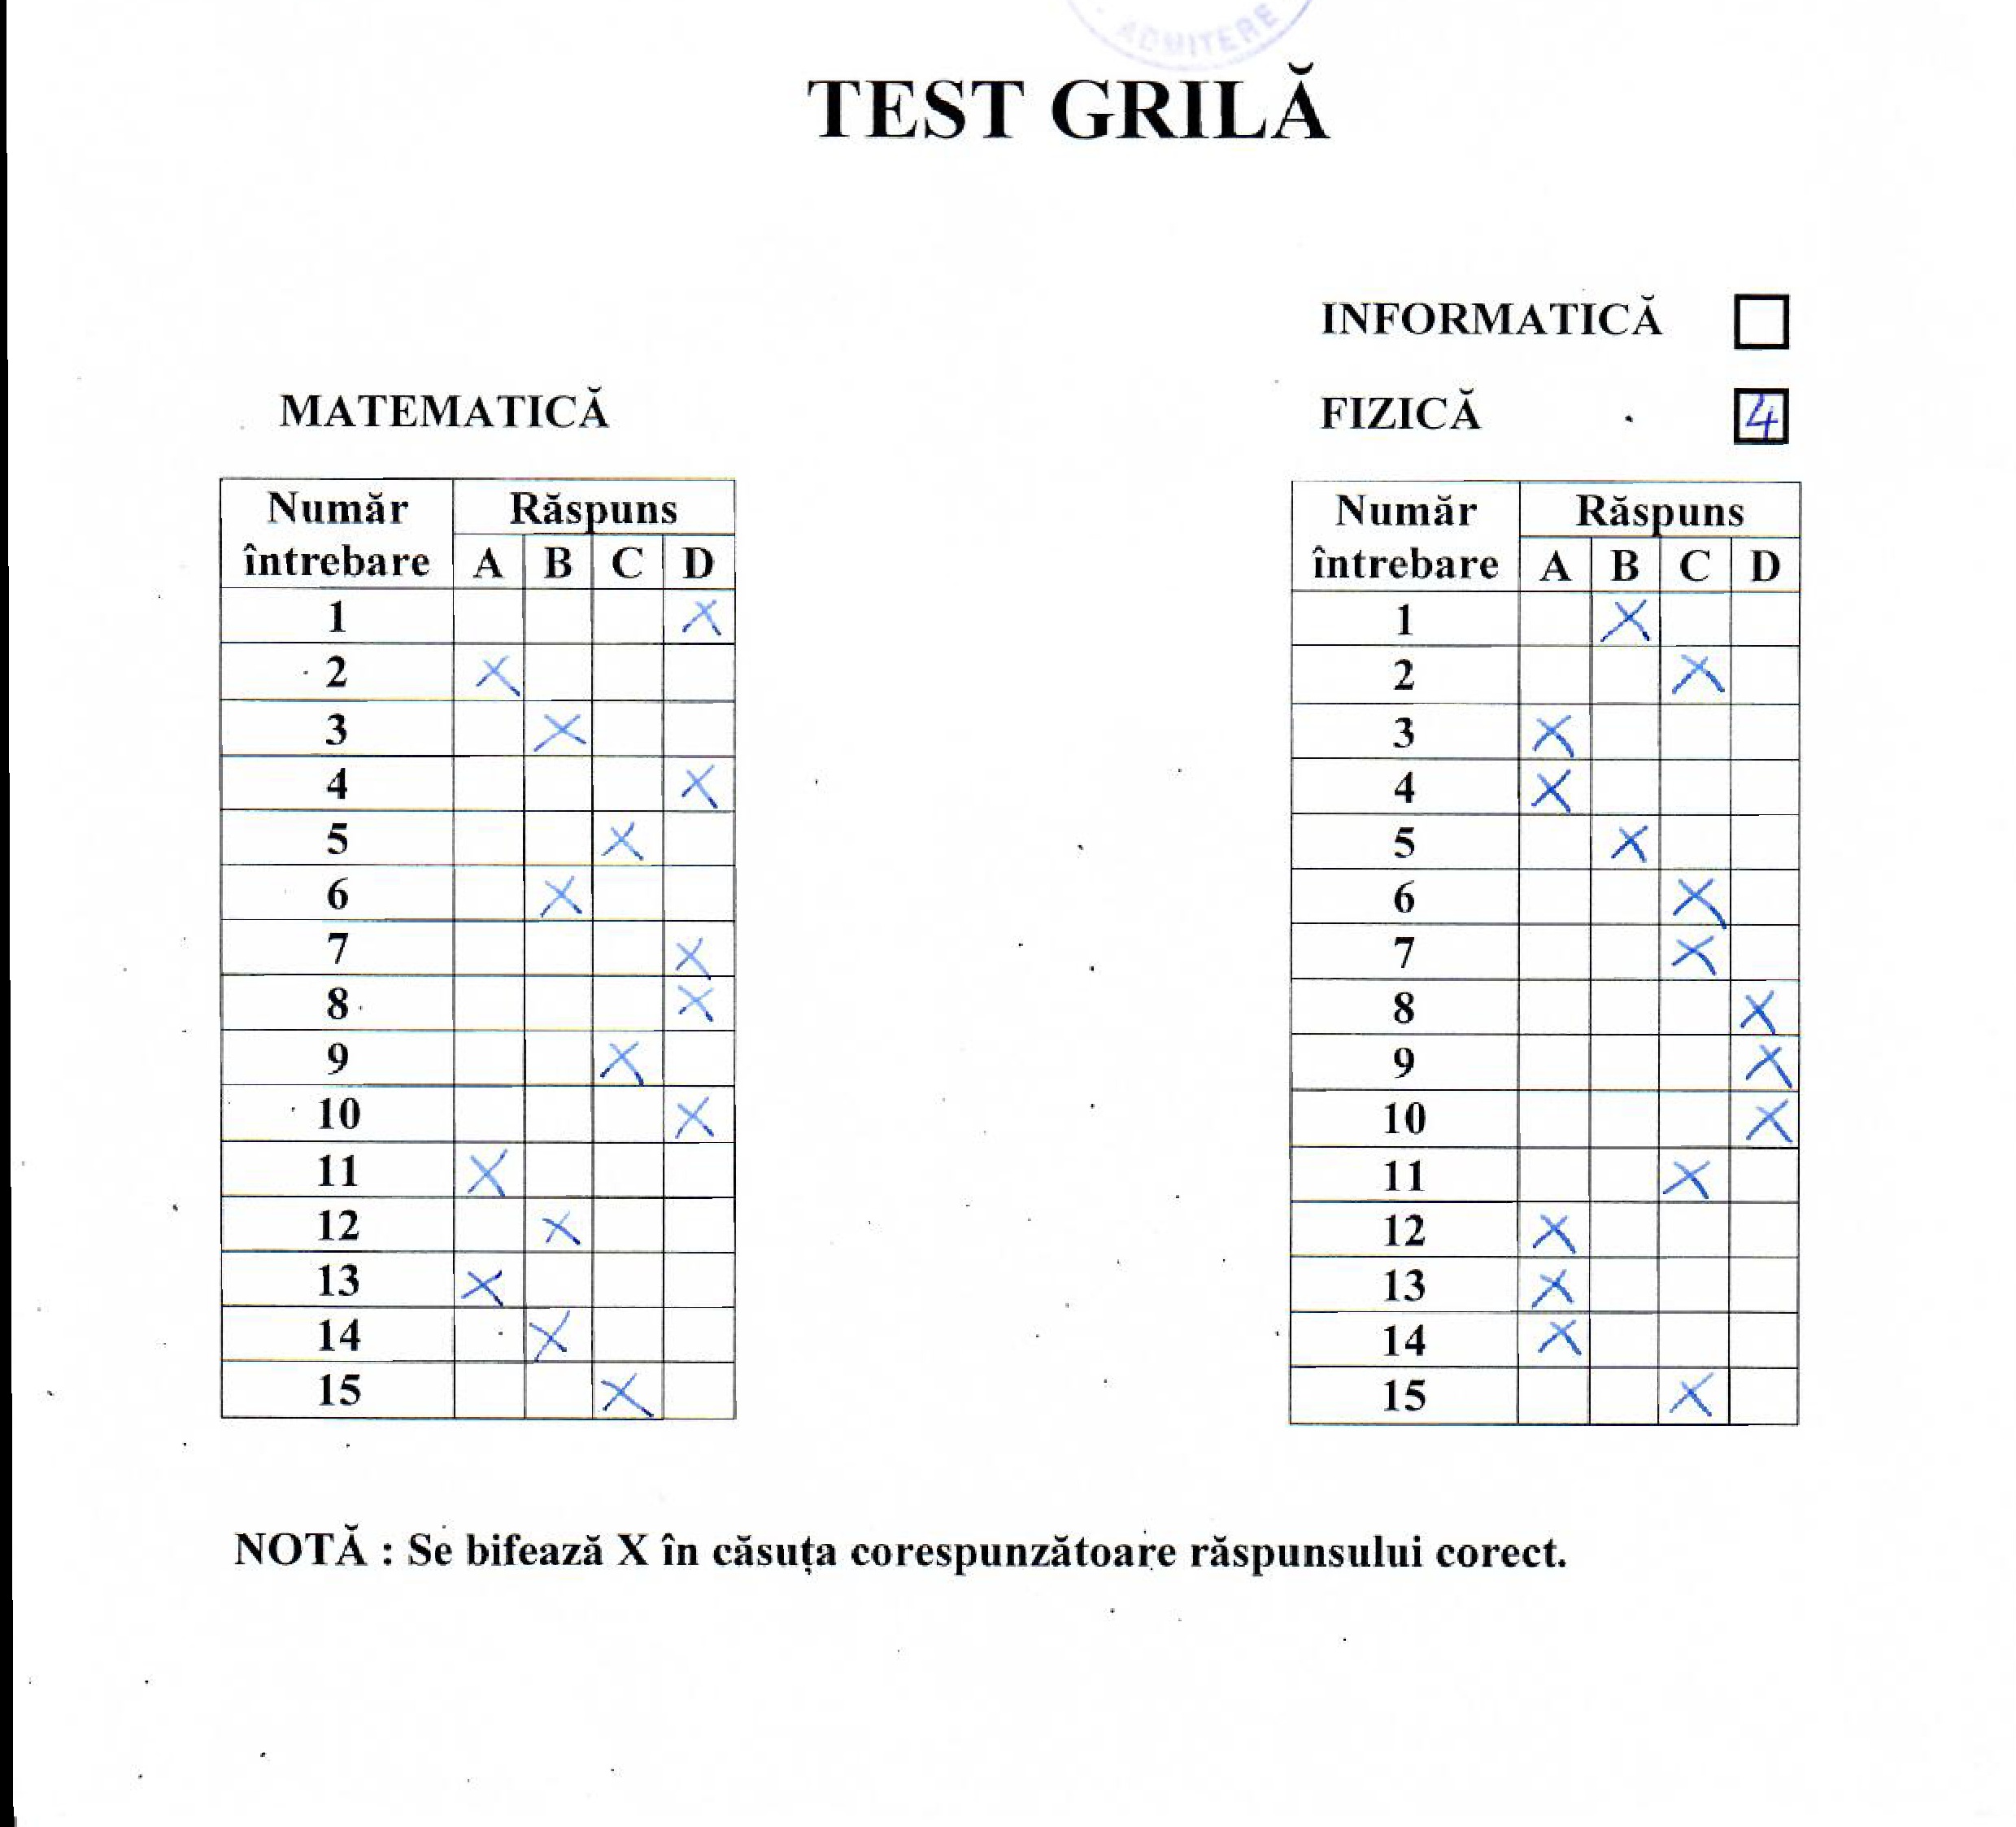 ADMITERE
TEST GRILĂ
INFORMATICĂ
MATEMATICĂ
FIZICĂ 4
Număr întrebare Răspuns
A B C D
1 X
2 X
3 X
4 X
5 X
6 X
7 X
8 X
9 X
10 X
11 X
12 X
13 X
14 X
15 X
Număr întrebare Răspuns
A B C D
1 X
2 X
3 X
4 X
5 X
6 X
7 X
8 X
9 X
10 X
11 X
12 X
13 X
14 X
15 X
NOTĂ : Se bifează X în căsuța corespunzătoare răspunsului corect.